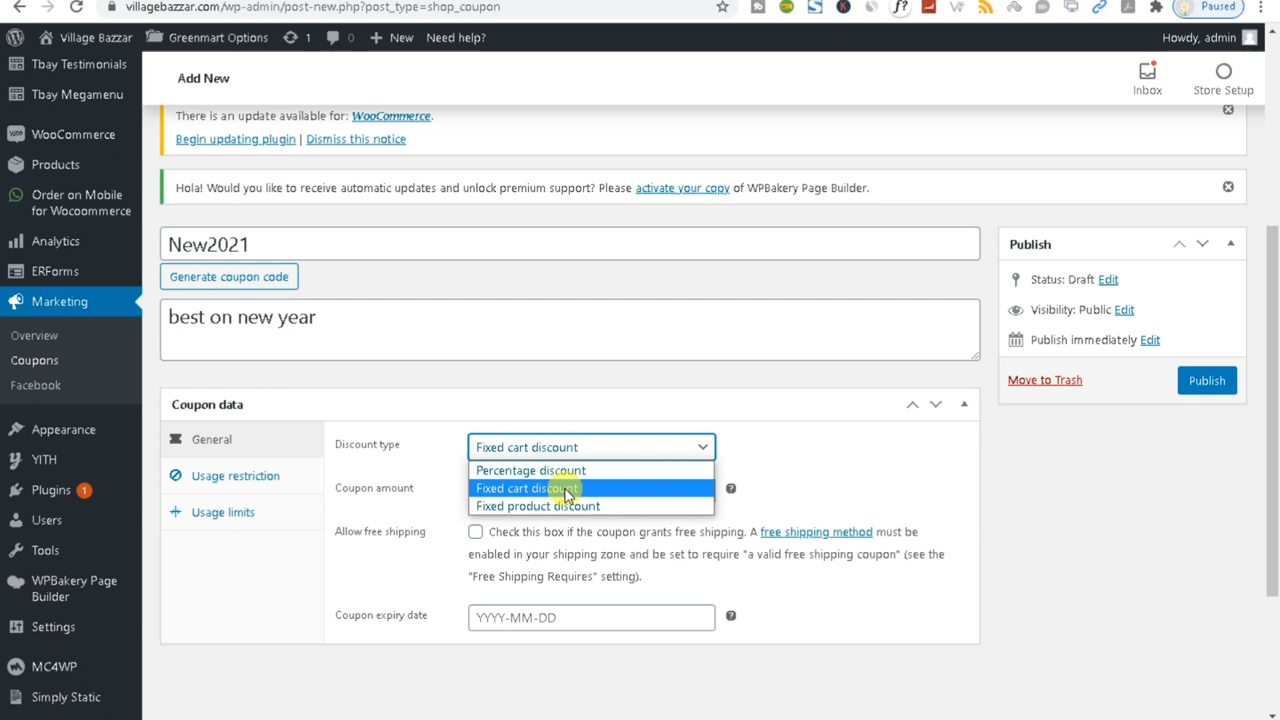 villagebazzar.com/wp-admin/post-new.php?post_type=shop_coupon
Paused
Village Bazzar
Greenmart Options
1
0
New
Need help?
Howdy, admin
Tbay Testimonials
Tbay Megamenu
WooCommerce
Products
Order on Mobile
for Wocoommerce
Analytics
ERForms
Marketing
Overview
Coupons
Facebook
Appearance
YITH
Plugins 1
Users
Tools
WPBakery Page
Builder
Settings
MC4WP
Simply Static
Add New
Inbox
Store Setup
There is an update available for: WooCommerce.
Begin updating plugin | Dismiss this notice
Hola! Would you like to receive automatic updates and unlock premium support? Please activate your copy of WPBakery Page Builder.
New2021
Generate coupon code
best on new year
Coupon data
General
Usage restriction
Usage limits
Discount type
Fixed cart discount
Percentage discount
Fixed cart discount
Fixed product discount
Coupon amount
Allow free shipping
Check this box if the coupon grants free shipping. A free shipping method must be
enabled in your shipping zone and be set to require "a valid free shipping coupon" (see the
"Free Shipping Requires" setting).
Coupon expiry date
YYYY-MM-DD
Publish
Status: Draft Edit
Visibility: Public Edit
Publish immediately Edit
Move to Trash
Publish